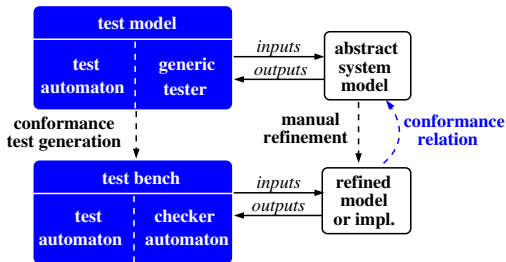 test model
test
automaton
generic
tester
inputs
outputs
abstract
system
model
conformance
test generation
manual
refinement
conformance
relation
test bench
test
automaton
checker
automaton
inputs
outputs
refined
model
or impl.